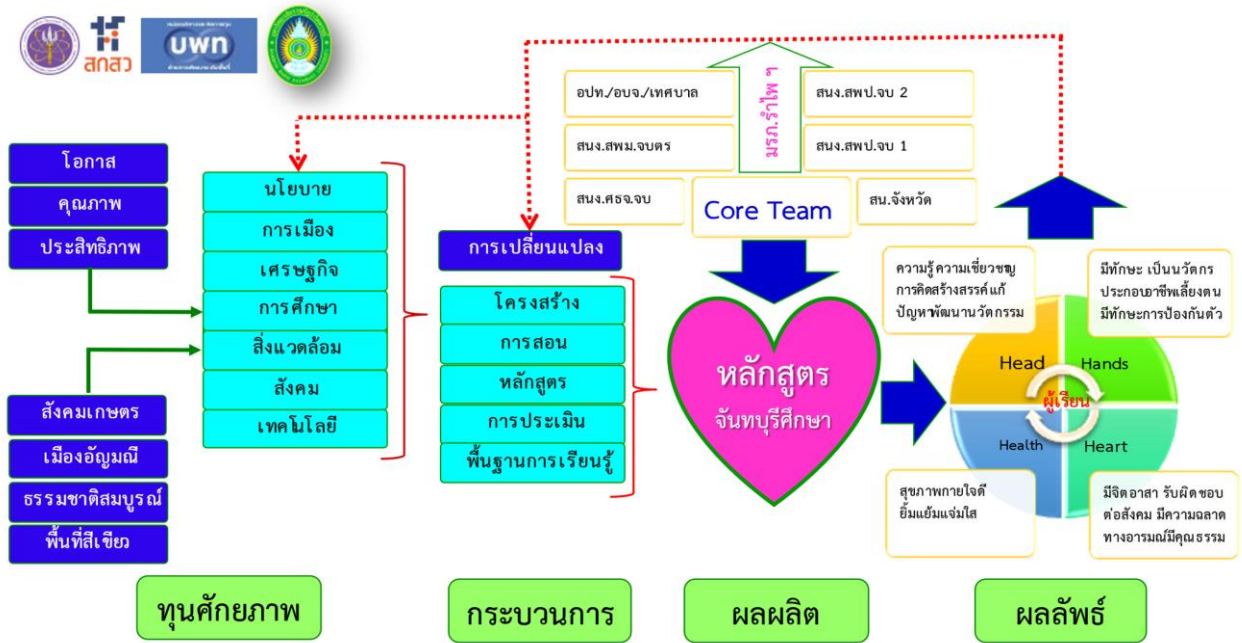 สกสว
บพท
อปท./อบจ./เทศบาล
สนง.สพม.จบตร
สนง.ศธจ.จบ
มรภ.รำไพ ฯ
สนง.สพป.จบ 2
สนง.สพป.จบ 1
สน.จังหวัด
Core Team
โอกาส
คุณภาพ
ประสิทธิภาพ
สังคมเกษตร
เมืองอัญมณี
ธรรมชาติสมบูรณ์
พื้นที่สีเขียว
นโยบาย
การเมือง
เศรษฐกิจ
การศึกษา
สิ่งแวดล้อม
สังคม
เทคโนโลยี
การเปลี่ยนแปลง
โครงสร้าง
การสอน
หลักสูตร
การประเมิน
พื้นฐานการเรียนรู้
หลักสูตร
จันทบุรีศึกษา
ความรู้ ความเชี่ยวชาญ
การคิดสร้างสรรค์ แก้
ปัญหาพัฒนานวัตกรรม
มีทักษะ เป็นนวัตกร
ประกอบอาชีพเลี้ยงตน
มีทักษะการป้องกันตัว
Head
Hands
ผู้เรียน
Health
Heart
สุขภาพกายใจดี
ยิ้มแย้มแจ่มใส
มีจิตอาสา รับผิดชอบ
ต่อสังคม มีความฉลาด
ทางอารมณ์มีคุณธรรม
ทุนศักยภาพ
กระบวนการ
ผลผลิต
ผลลัพธ์